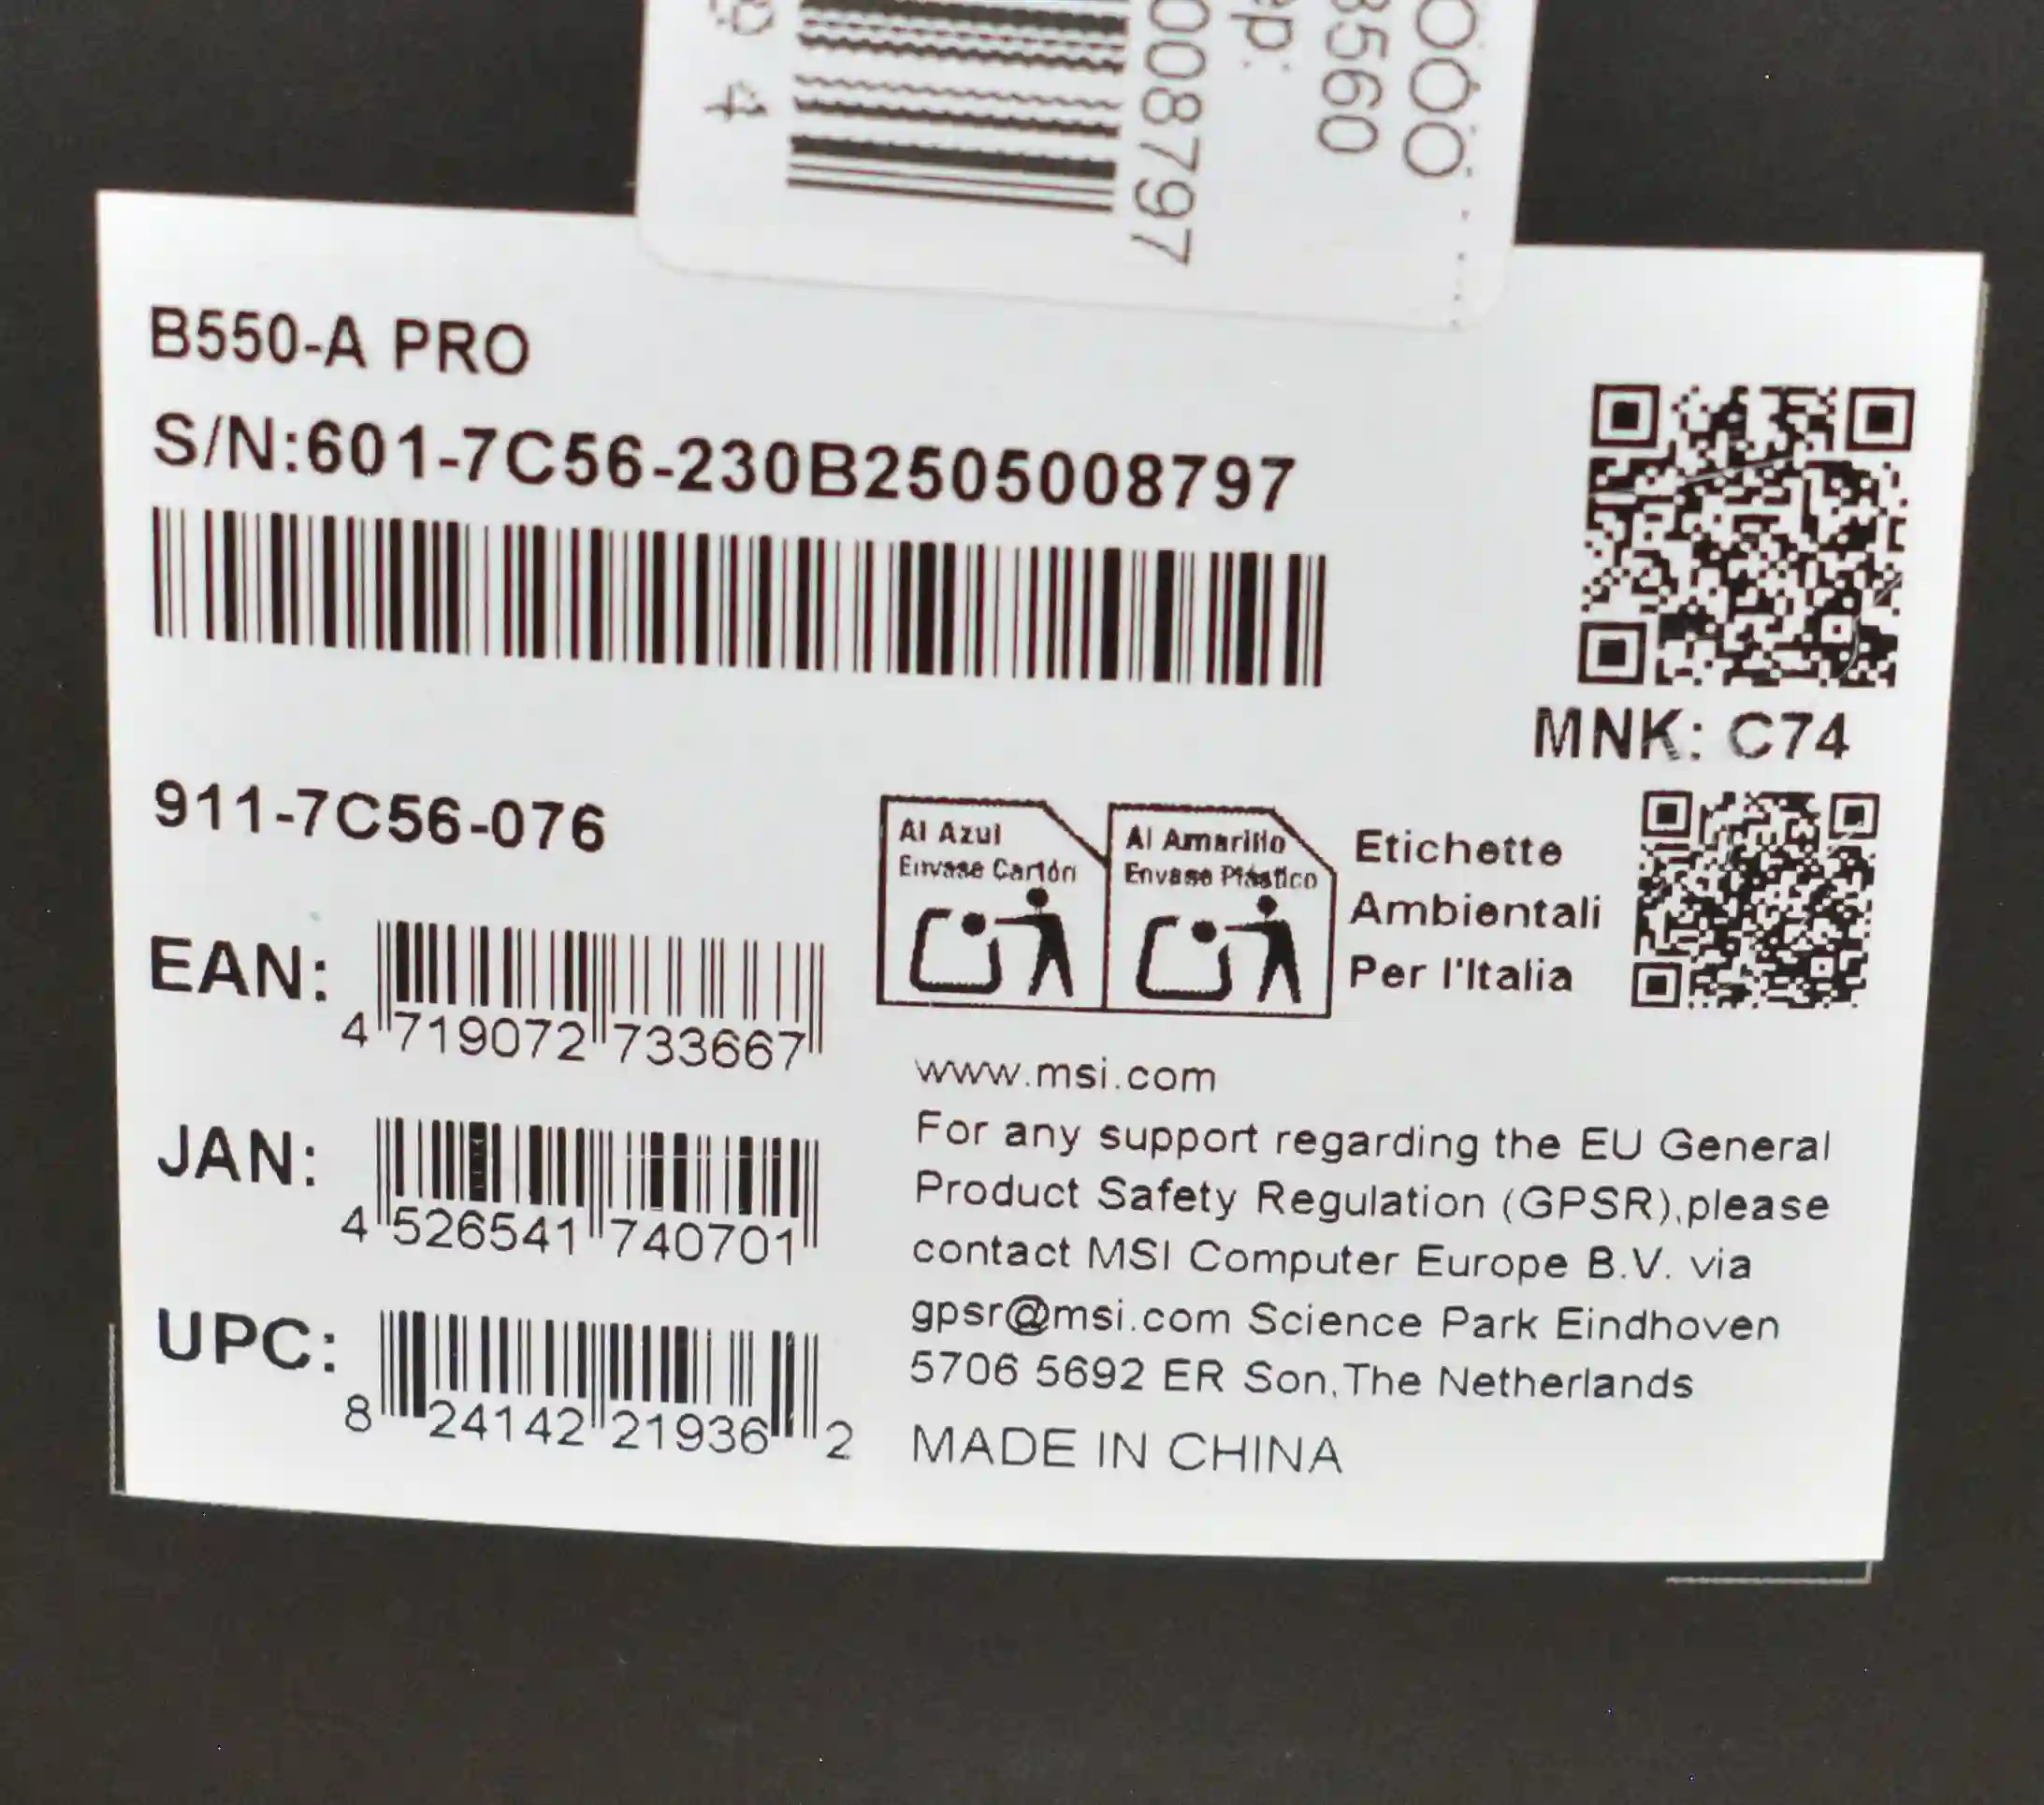 008797
ep:
3560
B550-A PRO
S/N:601-7C56-230B2505008797
MNK: C74
911-7C56-076
Al Azul
Envase Cartón
Al Amarillo
Envase Plástico
Etichette
Ambientali
Per l'Italia
EAN:
4 719072 733667
JAN:
4 526541 740701
UPC:
8 24142 21936 2
www.msi.com
For any support regarding the EU General
Product Safety Regulation (GPSR),please
contact MSI Computer Europe B.V. via
gpsr@msi.com Science Park Eindhoven
5706 5692 ER Son,The Netherlands
MADE IN CHINA